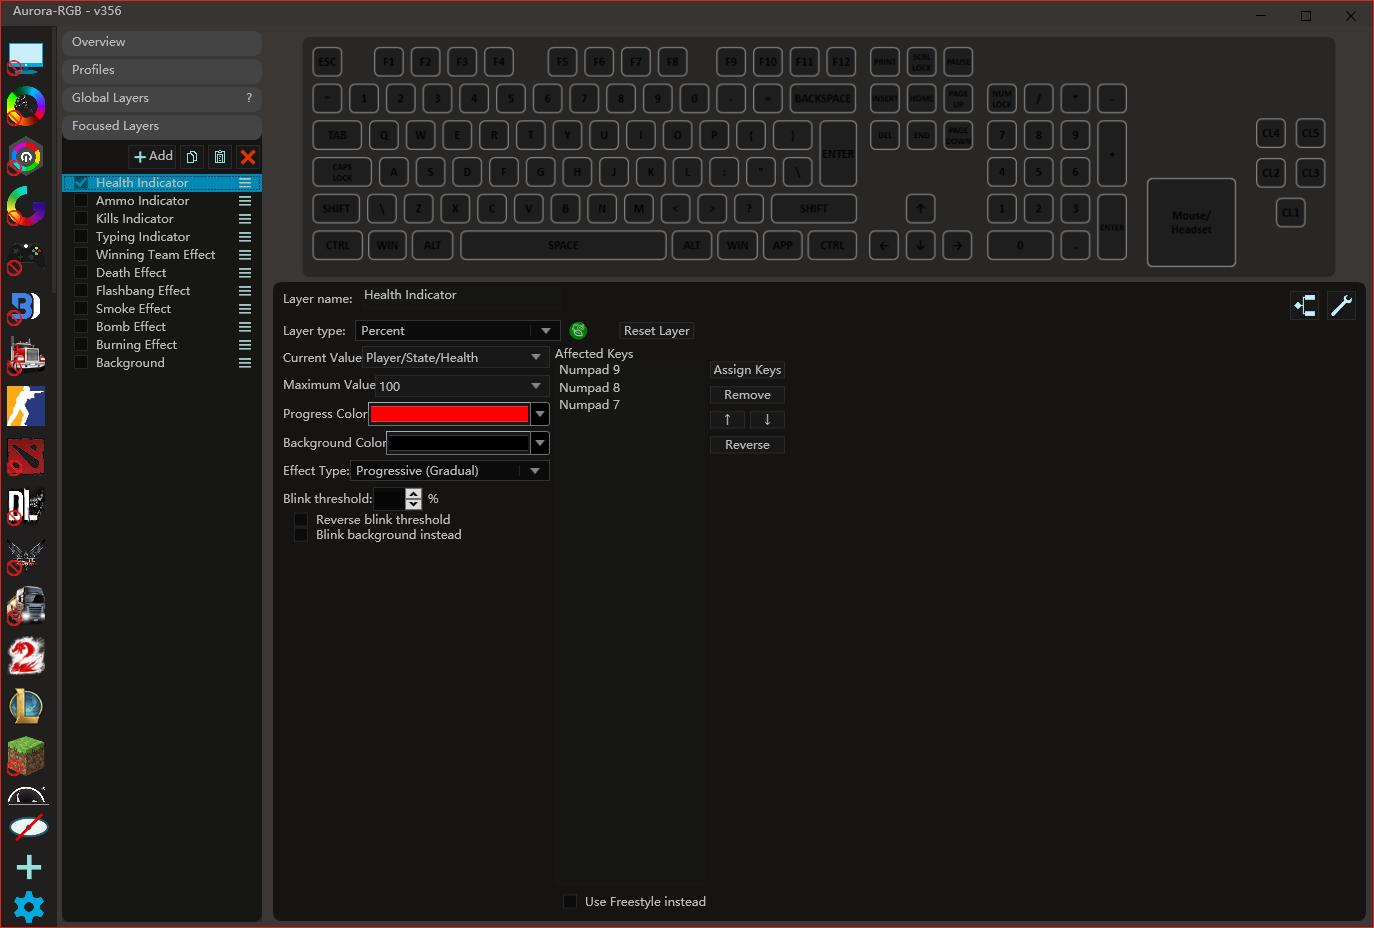 Aurora-RGB - v356
Overview
Profiles
Global Layers ?
Focused Layers
Add
Health Indicator
Ammo Indicator
Kills Indicator
Typing Indicator
Winning Team Effect
Death Effect
Flashbang Effect
Smoke Effect
Bomb Effect
Burning Effect
Background
ESC F1 F2 F3 F4 F5 F6 F7 F8 F9 F10 F11 F12 PRINT SCRL LOCK PAUSE
~ 1 2 3 4 5 6 7 8 9 0 - = BACKSPACE INSERT HOME PAGE UP NUM LOCK / * -
TAB Q W E R T Y U I O P { } ENTER DEL END PAGE DOWN 7 8 9 +
CAPS LOCK A S D F G H J K L : " \ 4 5 6
SHIFT \ Z X C V B N M < > ? SHIFT ↑ 1 2 3 ENTER
CTRL WIN ALT SPACE ALT WIN APP CTRL ← ↓ → 0 .
Mouse/
Headset
CL4 CL5
CL2 CL3
CL1
Layer name: Health Indicator
Layer type: Percent Reset Layer
Current Value Player/State/Health
Maximum Value 100
Progress Color
Background Color
Effect Type: Progressive (Gradual)
Blink threshold: %
Reverse blink threshold
Blink background instead
Affected Keys
Numpad 9
Numpad 8
Numpad 7
Assign Keys
Remove
↑ ↓
Reverse
Use Freestyle instead
DL